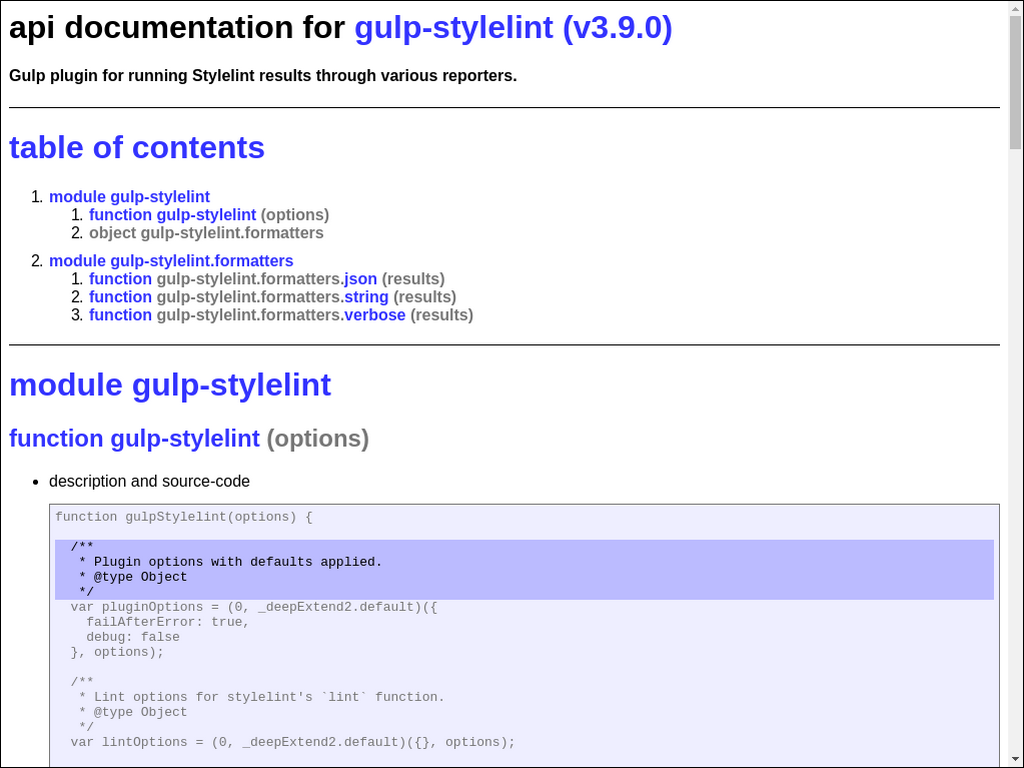 api documentation for gulp-stylelint (v3.9.0)
Gulp plugin for running Stylelint results through various reporters.
table of contents
1. module gulp-stylelint
1. function gulp-stylelint (options)
2. object gulp-stylelint.formatters
2. module gulp-stylelint.formatters
1. function gulp-stylelint.formatters.json (results)
2. function gulp-stylelint.formatters.string (results)
3. function gulp-stylelint.formatters.verbose (results)
module gulp-stylelint
function gulp-stylelint (options)
• description and source-code
function gulpStylelint(options) {
/**
* Plugin options with defaults applied.
* @type Object
*/
var pluginOptions = (0, _deepExtend2.default)({
failAfterError: true,
debug: false
}, options);
/**
* Lint options for stylelint's `lint` function.
* @type Object
*/
var lintOptions = (0, _deepExtend2.default)({}, options);